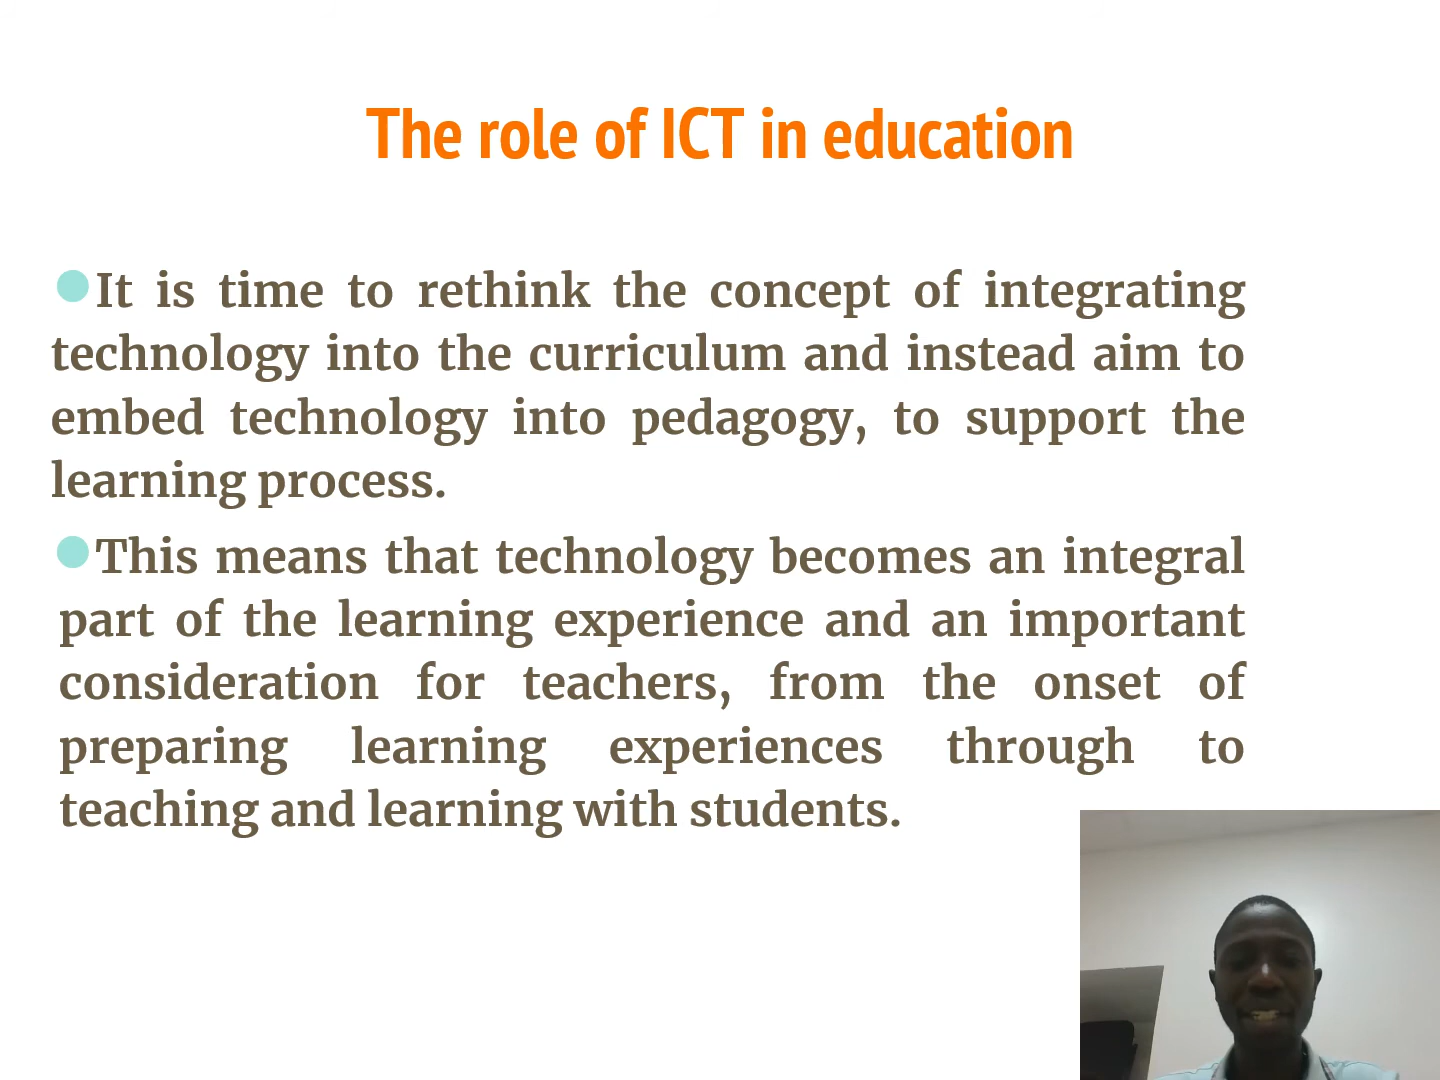 The role of ICT in education
It is time to rethink the concept of integrating
technology into the curriculum and instead aim to
embed technology into pedagogy, to support the
learning process.
This means that technology becomes an integral
part of the learning experience and an important
consideration for teachers, from the onset of
preparing learning experiences through to
teaching and learning with students.